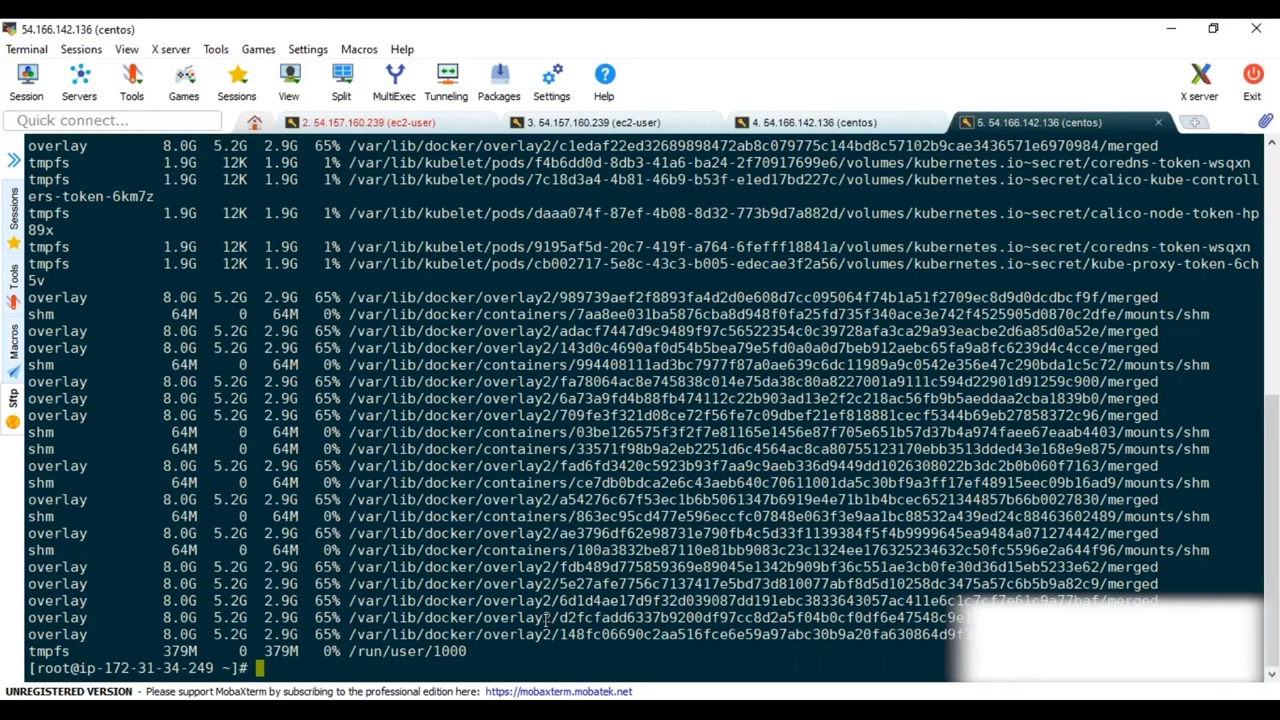 54.166.142.136 (centos)
Terminal Sessions View X server Tools Games Settings Macros Help
Session Servers Tools Games Sessions View Split MultiExec Tunneling Packages Settings Help X server Exit
Quick connect... 2. 54.157.160.239 (ec2-user) 3. 54.157.160.239 (ec2-user) 4. 54.166.142.136 (centos) 5. 54.166.142.136 (centos)
Sessions
Tools
Macros
Sftp
overlay 8.0G 5.2G 2.9G 65% /var/lib/docker/overlay2/c1edaf22ed32689898472ab8c079775c144bd8c57102b9cae3436571e6970984/merged
tmpfs 1.9G 12K 1.9G 1% /var/lib/kubelet/pods/f4b6dd0d-8db3-41a6-ba24-2f70917699e6/volumes/kubernetes.io~secret/coredns-token-wsqxn
tmpfs 1.9G 12K 1.9G 1% /var/lib/kubelet/pods/7c18d3a4-4b81-46b9-b53f-e1ed17bd227c/volumes/kubernetes.io~secret/calico-kube-controll
ers-token-6km7z
tmpfs 1.9G 12K 1.9G 1% /var/lib/kubelet/pods/daaa074f-87ef-4b08-8d32-773b9d7a882d/volumes/kubernetes.io~secret/calico-node-token-hp
89x
tmpfs 1.9G 12K 1.9G 1% /var/lib/kubelet/pods/9195af5d-20c7-419f-a764-6fefff18841a/volumes/kubernetes.io~secret/coredns-token-wsqxn
tmpfs 1.9G 12K 1.9G 1% /var/lib/kubelet/pods/cb002717-5e8c-43c3-b005-edecae3f2a56/volumes/kubernetes.io~secret/kube-proxy-token-6ch
5v
overlay 8.0G 5.2G 2.9G 65% /var/lib/docker/overlay2/989739aef2f8893fa4d2d0e608d7cc095064f74b1a51f2709ec8d9d0dcdbcf9f/merged
shm 64M 0 64M 0% /var/lib/docker/containers/7aa8ee031ba5876cba8d948f0fa25fd735f340ace3e742f4525905d0870c2dfe/mounts/shm
overlay 8.0G 5.2G 2.9G 65% /var/lib/docker/overlay2/adacf7447d9c9489f97c56522354c0c39728afa3ca29a93eacbe2d6a85d0a52e/merged
overlay 8.0G 5.2G 2.9G 65% /var/lib/docker/overlay2/143d0c4690af0d54b5bea79e5fd0a0a0d7beb912aebc65fa9a8fc6239d4c4cce/merged
shm 64M 0 64M 0% /var/lib/docker/containers/994408111ad3bc7977f87a0ae639c6dc11989a9c0542e356e47c290bda1c5c72/mounts/shm
overlay 8.0G 5.2G 2.9G 65% /var/lib/docker/overlay2/fa78064ac8e745838c014e75da38c80a8227001a9111c594d22901d91259c900/merged
overlay 8.0G 5.2G 2.9G 65% /var/lib/docker/overlay2/6a73a9fd4b88fb474112c22b903ad13e2f2c218ac56fb9b5aeddaa2cba1839b0/merged
overlay 8.0G 5.2G 2.9G 65% /var/lib/docker/overlay2/709fe3f321d08ce72f56fe7c09dbef21ef818881cecf5344b69eb27858372c96/merged
shm 64M 0 64M 0% /var/lib/docker/containers/03be126575f3f2f7e81165e1456e87f705e651b57d37b4a974faee67eaab4403/mounts/shm
shm 64M 0 64M 0% /var/lib/docker/containers/33571f98b9a2eb2251d6c4564ac8ca80755125123170ebb3513dded43e168e9e875/mounts/shm
overlay 8.0G 5.2G 2.9G 65% /var/lib/docker/overlay2/fad6fd3420c5923b93f7aa9c9aeb336d9449dd1026308022b3dc2b0b060f7163/merged
shm 64M 0 64M 0% /var/lib/docker/containers/ce7db0bdca2e6c43aeb640c70611001da5c30bf9a3ff17ef48915eec09b16ad9/mounts/shm
overlay 8.0G 5.2G 2.9G 65% /var/lib/docker/overlay2/a54276c67f53ec1b6b5061347b6919e4e71b1b4bcec6521344857b66b0027830/merged
shm 64M 0 64M 0% /var/lib/docker/containers/863ec95cd477e596eccfc07848e063f3e9aa1bc88532a439ed24c88463602489/mounts/shm
overlay 8.0G 5.2G 2.9G 65% /var/lib/docker/overlay2/ae3796df62e98731e790fb4c5d33f1139384f5f4b9999645ed9484a071274442/merged
shm 64M 0 64M 0% /var/lib/docker/containers/100a3832be87110e81bb9083c23c1324ee176325234632c50fc5596e2a644f96/mounts/shm
overlay 8.0G 5.2G 2.9G 65% /var/lib/docker/overlay2/fdb489d775859369e89045e1342b909bf36c551ae3cb0fe30d36d15eb5233e62/merged
overlay 8.0G 5.2G 2.9G 65% /var/lib/docker/overlay2/5e27afe7756c7137417e5bd73d810077abf8d5d10258dc3475a57c6b5b9a82c9/merged
overlay 8.0G 5.2G 2.9G 65% /var/lib/docker/overlay2/6d1d4ae17d9f32d039087dd191ebc3833643057ac411e6c1c7cf7e61c9a77baf/merged
overlay 8.0G 5.2G 2.9G 65% /var/lib/docker/overlay2/d2fcfadd6337b9200df97cc8d2a5f04b0cf0df6e47548c9e1
overlay 8.0G 5.2G 2.9G 65% /var/lib/docker/overlay2/148fc06690c2aa516fce6e59a97abc30b9a20fa630864d9f3
tmpfs 379M 0 379M 0% /run/user/1000
[root@ip-172-31-34-249 ~]#
UNREGISTERED VERSION - Please support MobaXterm by subscribing to the professional edition here: https://mobaxterm.mobatek.net